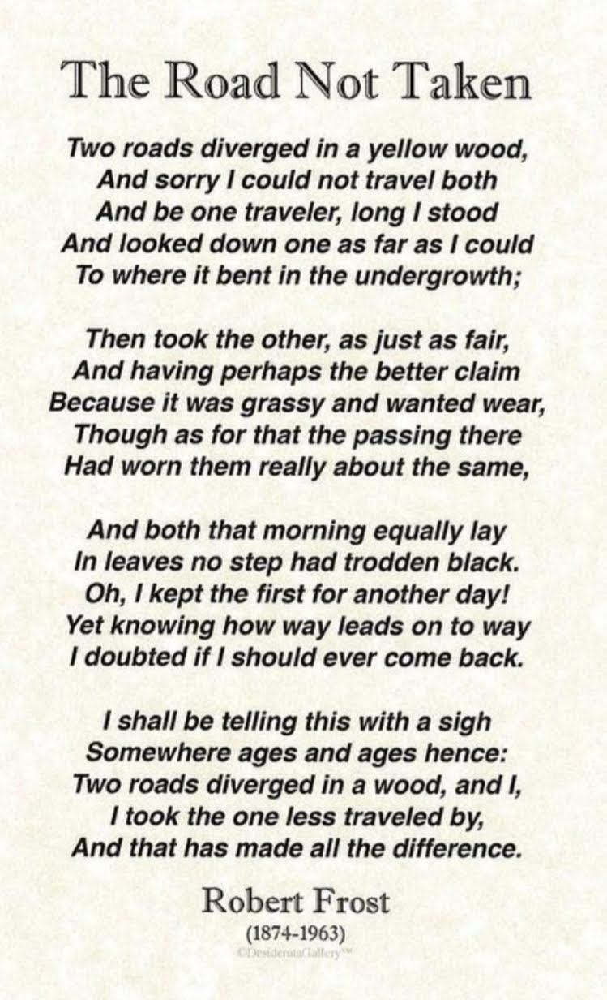 The Road Not Taken
Two roads diverged in a yellow wood,
And sorry I could not travel both
And be one traveler, long I stood
And looked down one as far as I could
To where it bent in the undergrowth;
Then took the other, as just as fair,
And having perhaps the better claim
Because it was grassy and wanted wear,
Though as for that the passing there
Had worn them really about the same,
And both that morning equally lay
In leaves no step had trodden black.
Oh, I kept the first for another day!
Yet knowing how way leads on to way
I doubted if I should ever come back.
I shall be telling this with a sigh
Somewhere ages and ages hence:
Two roads diverged in a wood, and I,
I took the one less traveled by,
And that has made all the difference.
Robert Frost
(1874-1963)
©DesiderataGallery™